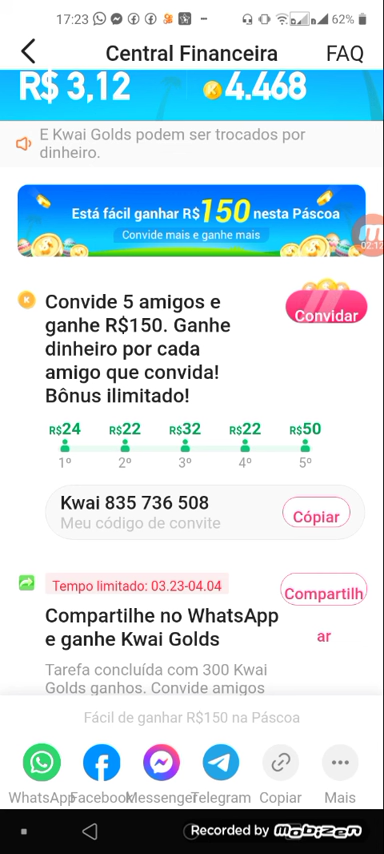 17:23 62%
Central Financeira FAQ
R$ 3,12 4.468
E Kwai Golds podem ser trocados por
dinheiro.
Está fácil ganhar R$150 nesta Páscoa
Convide mais e ganhe mais
02:12
Convide 5 amigos e
ganhe R$150. Ganhe
dinheiro por cada
amigo que convida!
Bônus ilimitado!
Convidar
R$24 R$22 R$32 R$22 R$50
1º 2º 3º 4º 5º
Kwai 835 736 508
Meu código de convite
Cópiar
Tempo limitado: 03.23-04.04
Compartilhe no WhatsApp
e ganhe Kwai Golds
Compartilh
ar
Tarefa concluída com 300 Kwai
Golds ganhos. Convide amigos
Fácil de ganhar R$150 na Páscoa
WhatsApp Facebook Messenger Telegram Copiar Mais
Recorded by mobizen